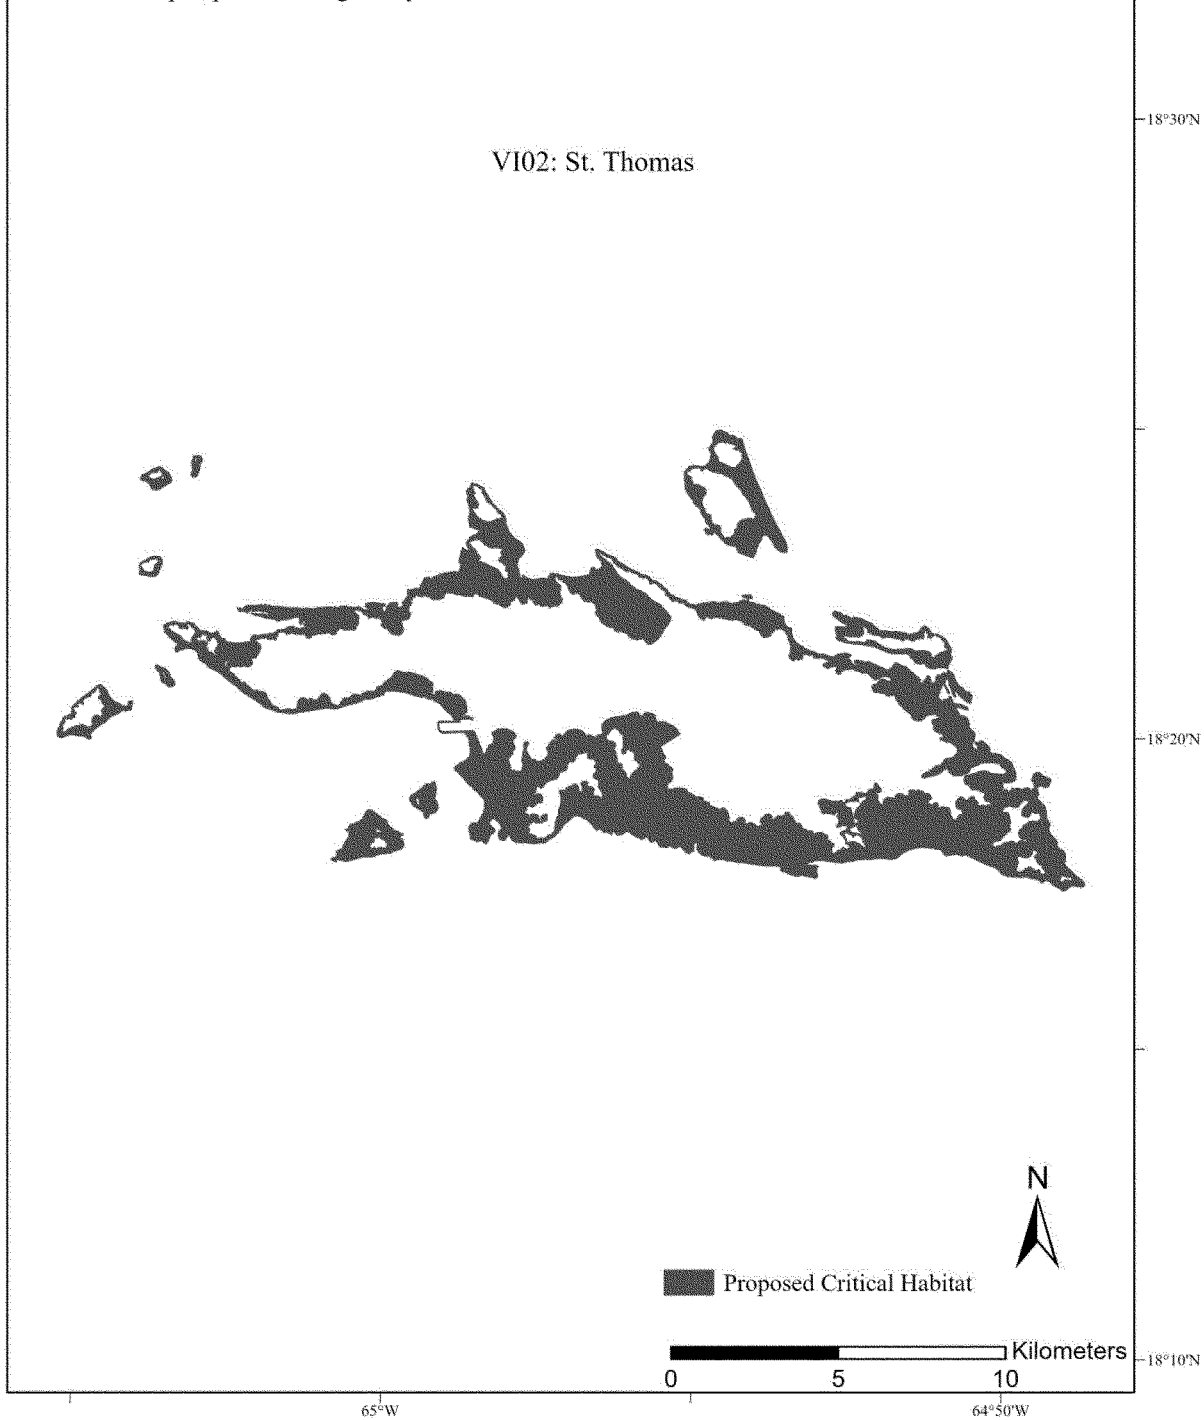 18°30'N
VI02: St. Thomas
18°20'N
N
Proposed Critical Habitat
Kilometers
18°10'N
0 5 10
65°W 64°50'W